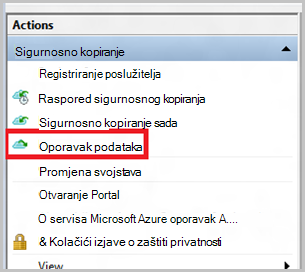 Actions
Sigurnosno kopiranje
Registriranje poslužitelja
Raspored sigurnosnog kopiranja
Sigurnosno kopiranje sada
Oporavak podataka
Promjena svojstava
Otvaranje Portal
O servisa Microsoft Azure oporavak A....
& Kolačići izjave o zaštiti privatnosti
View